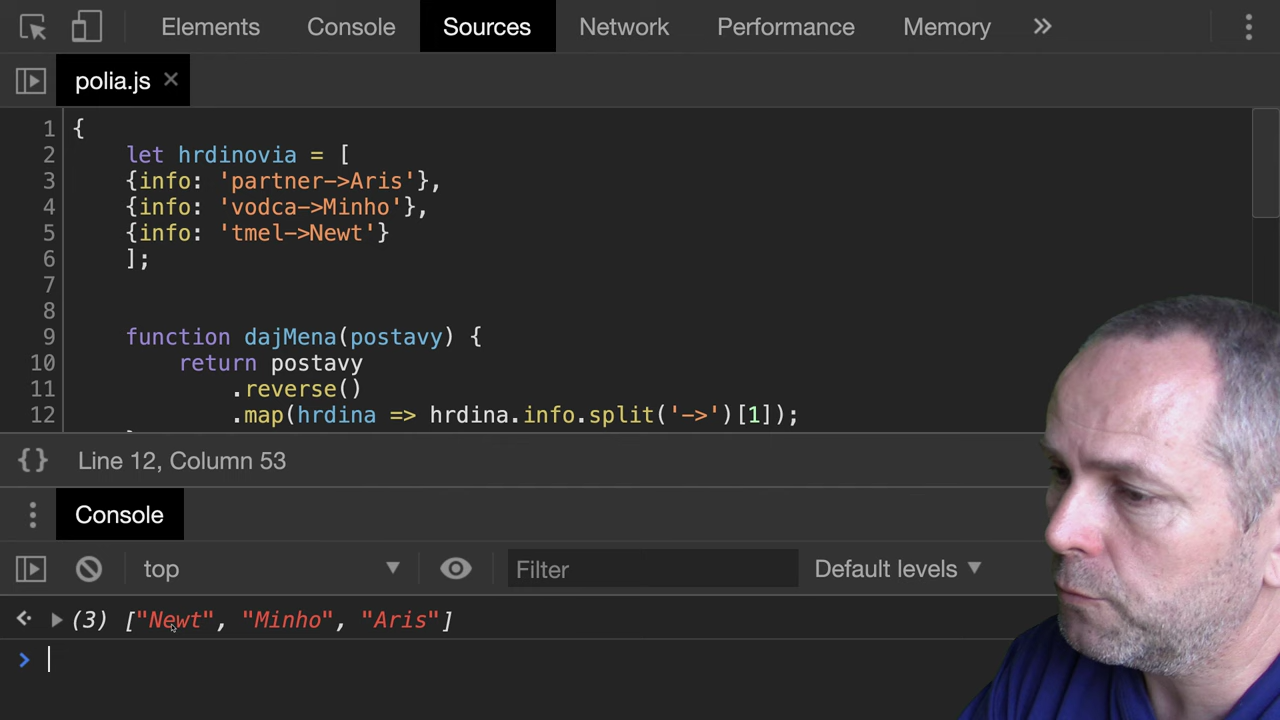 Elements Console Sources Network Performance Memory »
polia.js ×
1 {
2 let hrdinovia = [
3 {info: 'partner->Aris'},
4 {info: 'vodca->Minho'},
5 {info: 'tmel->Newt'}
6 ];
7
8
9 function dajMena(postavy) {
10 return postavy
11 .reverse()
12 .map(hrdina => hrdina.info.split('->')[1]);
{} Line 12, Column 53
Console
top ▼ Filter Default levels ▼
(3) ["Newt", "Minho", "Aris"]
>